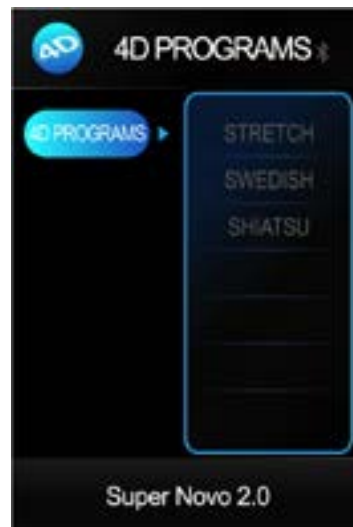 4D
4D PROGRAMS
4D PROGRAMS
STRETCH
SWEDISH
SHIATSU
Super Novo 2.0